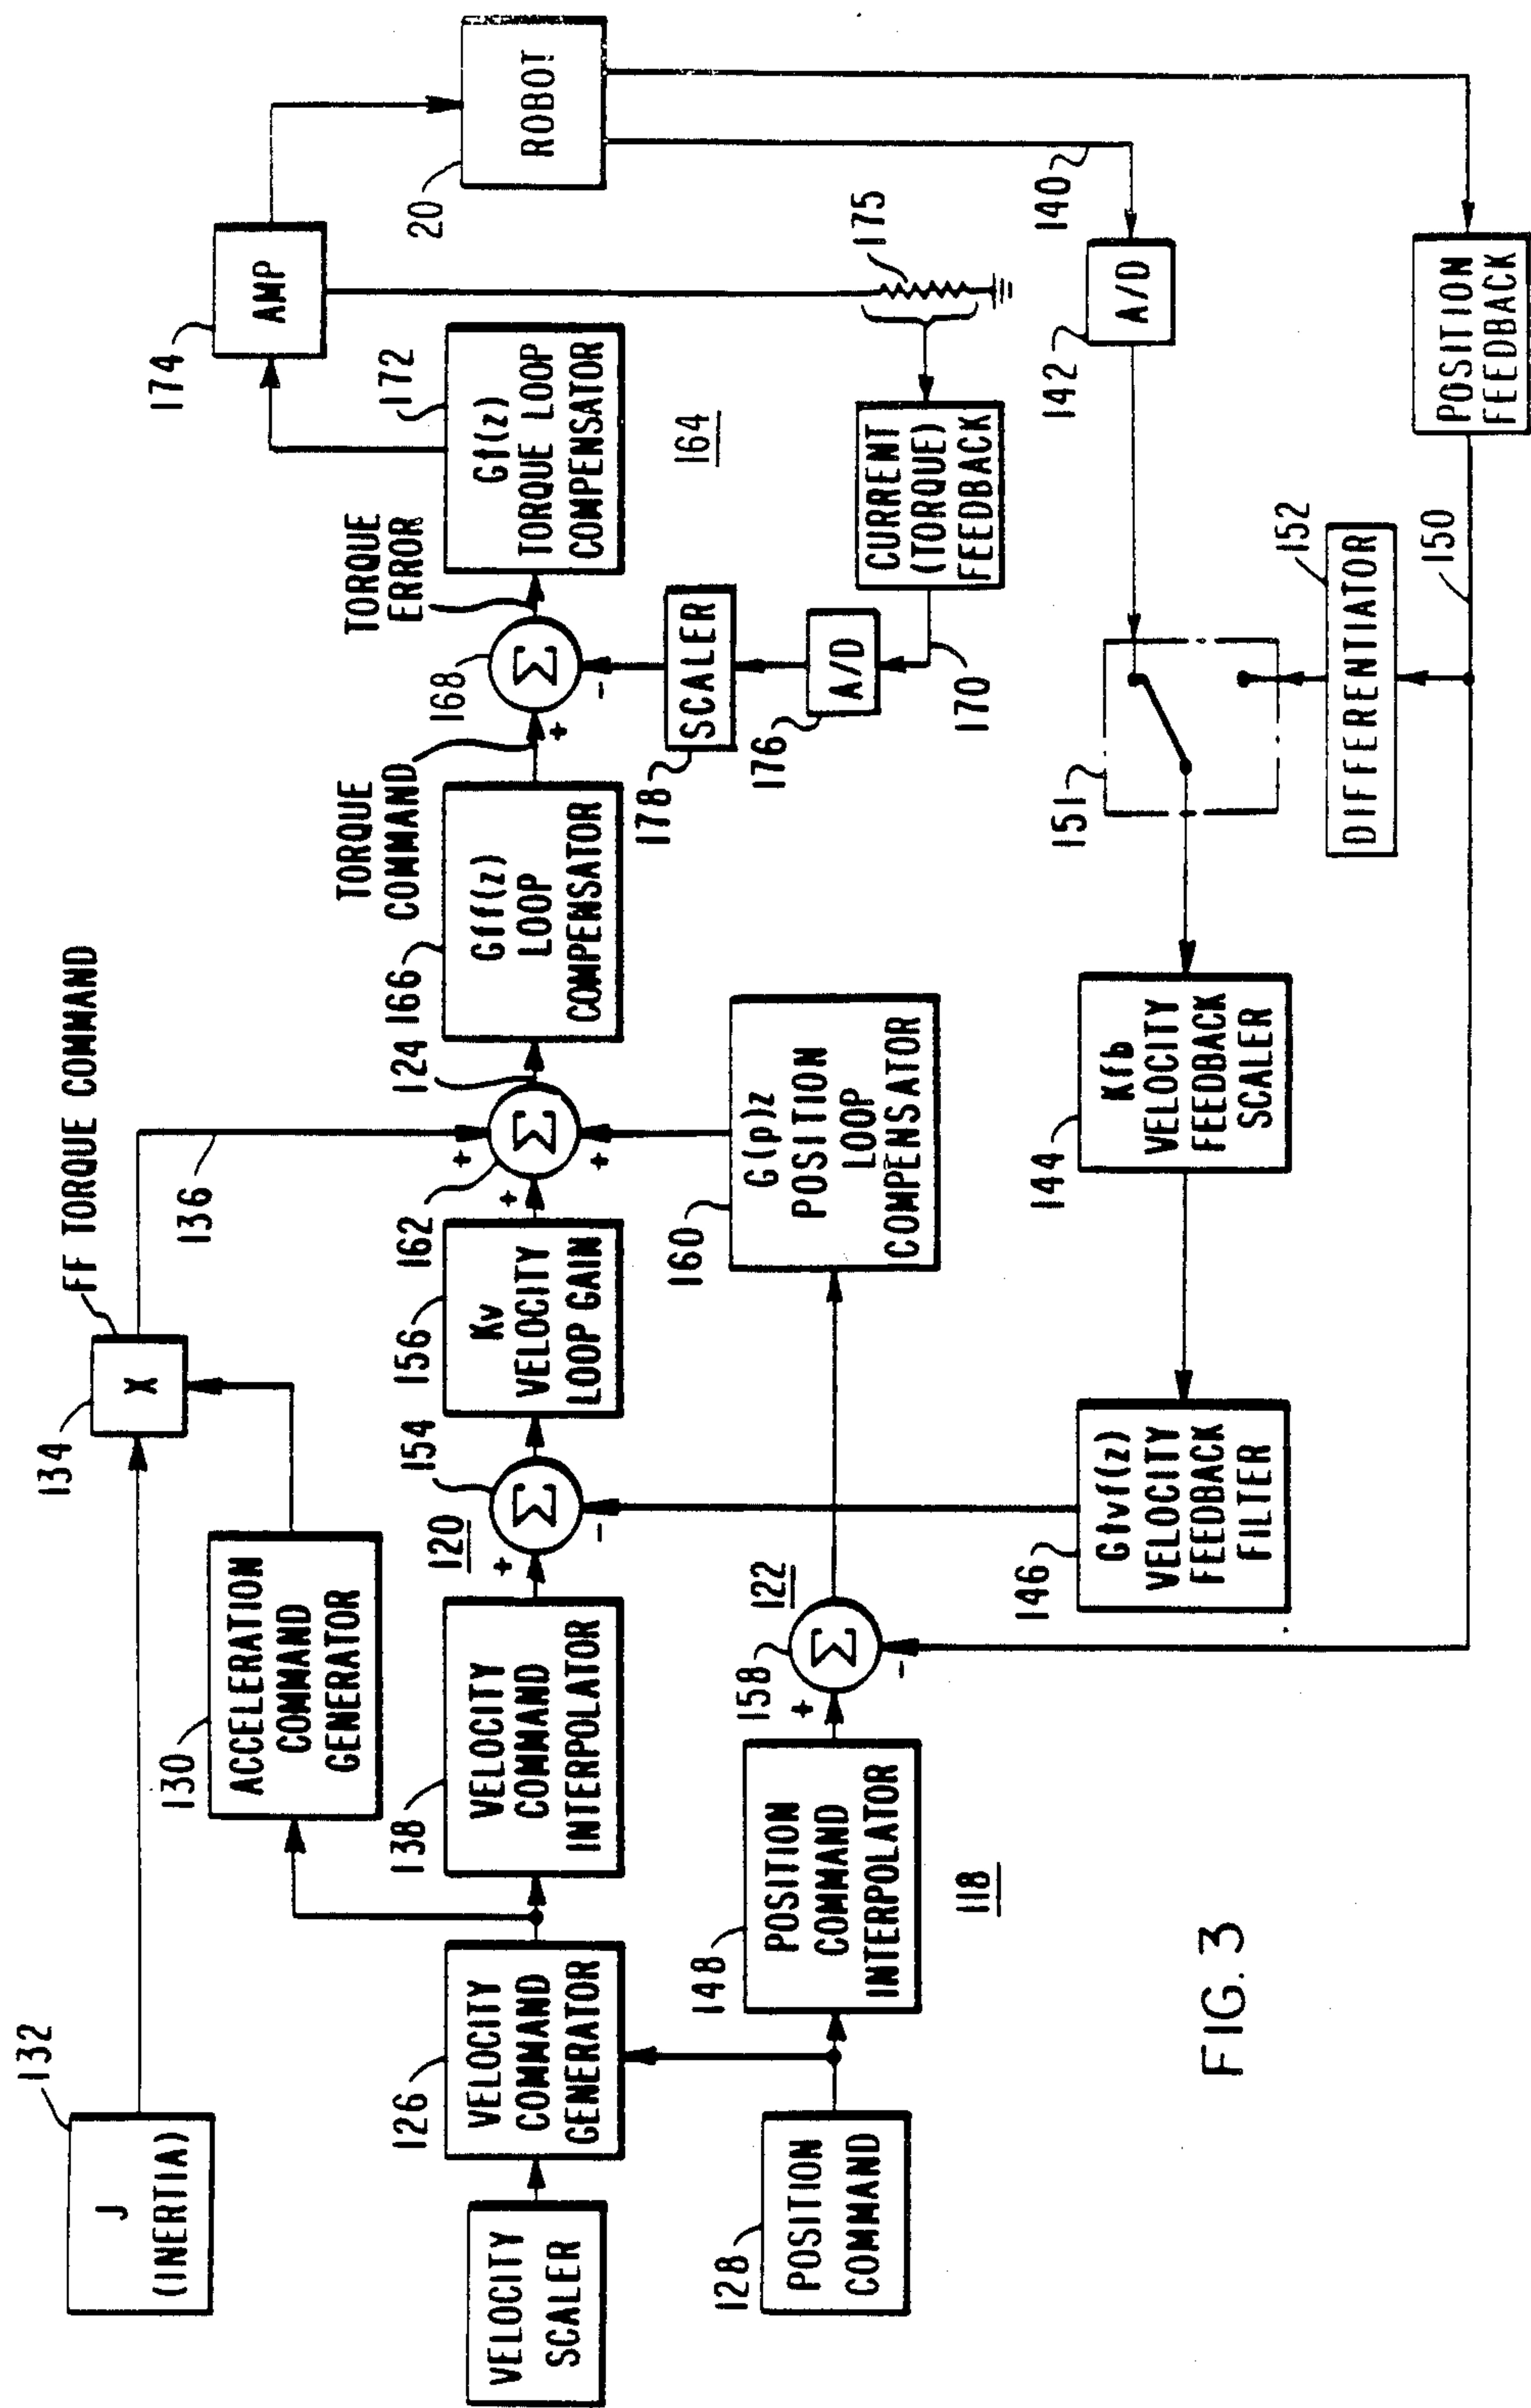 132
J
(INERTIA)
134
X
FF TORQUE COMMAND
136
130
ACCELERATION
COMMAND
GENERATOR
VELOCITY
SCALER
126
VELOCITY
COMMAND
GENERATOR
138
VELOCITY
COMMAND
INTERPOLATOR
120
154
Σ
+
-
156
Kv
VELOCITY
LOOP GAIN
162
Σ
+
+
+
124
166
Gff(z)
LOOP
COMPENSATOR
TORQUE
COMMAND
168
Σ
+
-
TORQUE
ERROR
172
Gf(z)
TORQUE LOOP
COMPENSATOR
174
AMP
20
ROBOT
164
175
CURRENT
(TORQUE)
FEEDBACK
170
176
A/D
178
SCALER
128
POSITION
COMMAND
148
POSITION
COMMAND
INTERPOLATOR
118
122
158
Σ
+
-
160
G(p)z
POSITION
LOOP
COMPENSATOR
140
142
A/D
151
144
Kfb
VELOCITY
FEEDBACK
SCALER
146
Gfvf(z)
VELOCITY
FEEDBACK
FILTER
152
DIFFERENTIATOR
150
POSITION
FEEDBACK
FIG. 3